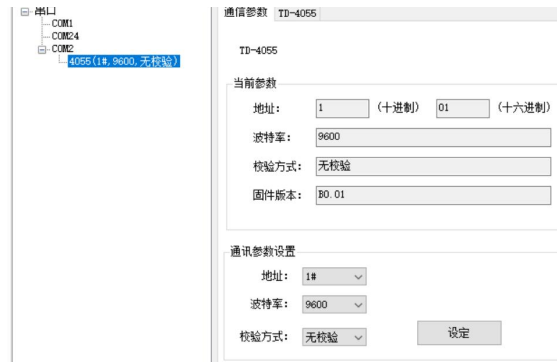 串口
COM1
COM24
COM2
4055(1#,9600,无校验)
通信参数 TD-4055
TD-4055
当前参数
地址: 1 (十进制) 01 (十六进制)
波特率: 9600
校验方式: 无校验
固件版本: B0.01
通讯参数设置
地址: 1#
波特率: 9600
校验方式: 无校验 设定